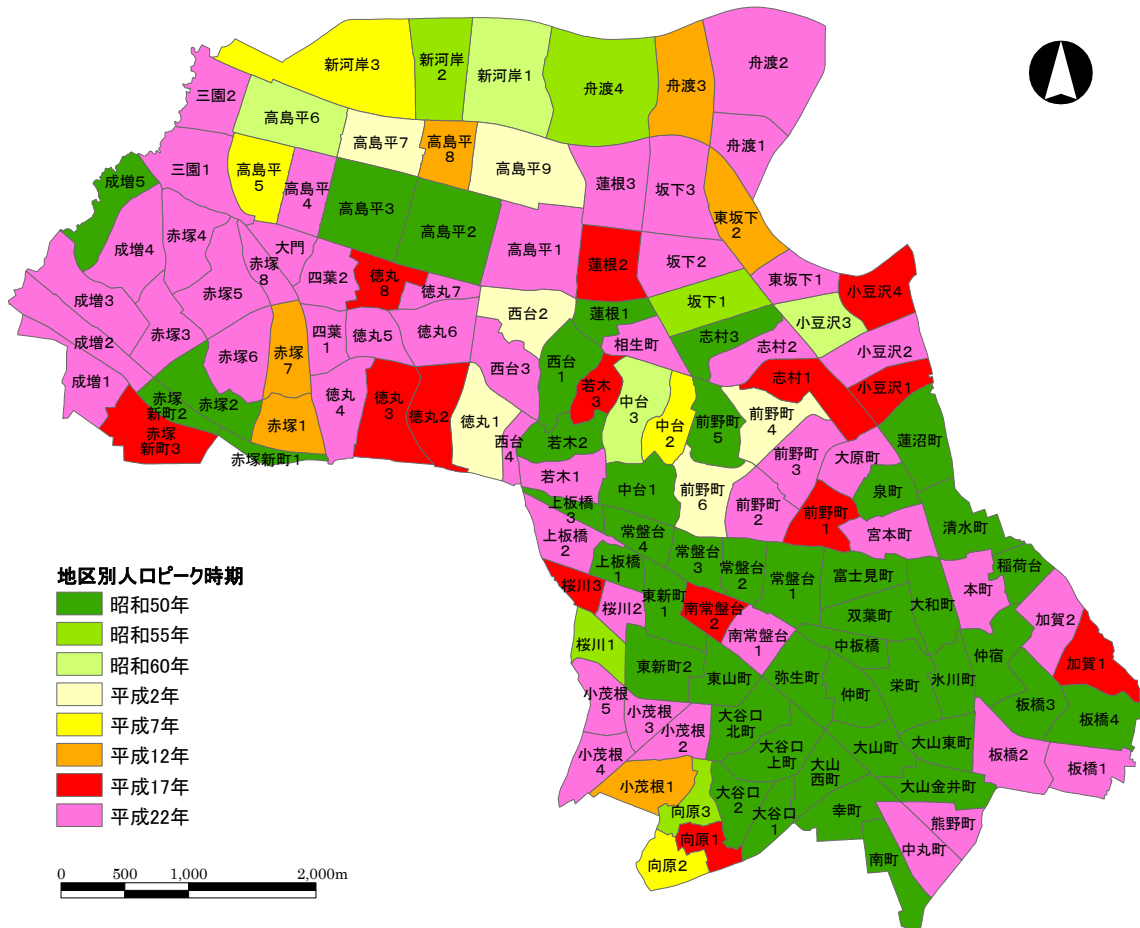 新河岸3
新河岸
2
新河岸1
舟渡4
舟渡3
舟渡2
三園2
高島平6
高島平7
高島平
8
高島平9
舟渡1
三園1
高島平
5
高島平
4
高島平3
高島平2
高島平1
蓮根3
坂下3
東坂下
2
成増5
成増4
赤塚4
赤塚
8
大門
四葉2
徳丸
8
徳丸7
蓮根2
坂下2
東坂下1
小豆沢4
成増3
赤塚5
赤塚3
成増2
成増1
赤塚6
赤塚
7
四葉
1
徳丸5
徳丸6
西台2
蓮根1
坂下1
小豆沢3
相生町
志村3
志村2
小豆沢2
西台3
西台
1
若木
3
志村1
小豆沢1
赤塚
新町2
赤塚2
赤塚1
赤塚
新町3
赤塚新町1
徳丸
4
徳丸
3
徳丸2
徳丸1
西台
4
若木2
中台
3
中台
2
前野町
5
前野町
4
前野町
3
大原町
蓮沼町
若木1
中台1
前野町
6
前野町
2
前野町
1
泉町
宮本町
清水町
上板橋
3
上板橋
2
上板橋
1
常盤台
4
常盤台
3
常盤台
2
常盤台
1
富士見町
大和町
本町
稲荷台
桜川3
桜川2
東新町
1
南常盤台
2
南常盤台
1
双葉町
加賀2
加賀1
桜川1
東新町2
東山町
弥生町
中板橋
仲町
栄町
氷川町
仲宿
板橋3
板橋4
小茂根
5
小茂根
3
小茂根
2
小茂根
4
大谷口
北町
大谷口
上町
大山
西町
大山町
大山東町
板橋2
板橋1
小茂根1
向原3
大谷口
2
大谷口
1
幸町
大山金井町
熊野町
向原1
向原2
南町
中丸町
地区別人口ピーク時期
昭和50年
昭和55年
昭和60年
平成2年
平成7年
平成12年
平成17年
平成22年
0 500 1,000 2,000m